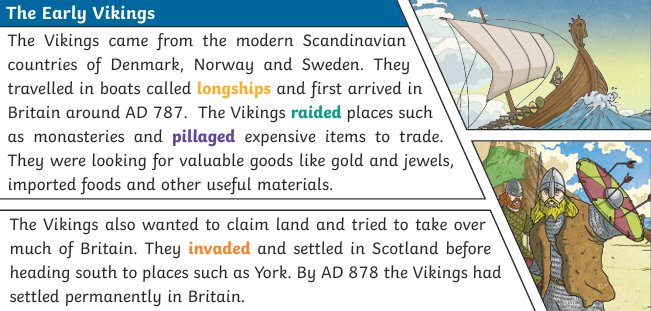 The Early Vikings
The Vikings came from the modern Scandinavian
countries of Denmark, Norway and Sweden. They
travelled in boats called longships and first arrived in
Britain around AD 787. The Vikings raided places such
as monasteries and pillaged expensive items to trade.
They were looking for valuable goods like gold and jewels,
imported foods and other useful materials.
The Vikings also wanted to claim land and tried to take over
much of Britain. They invaded and settled in Scotland before
heading south to places such as York. By AD 878 the Vikings had
settled permanently in Britain.